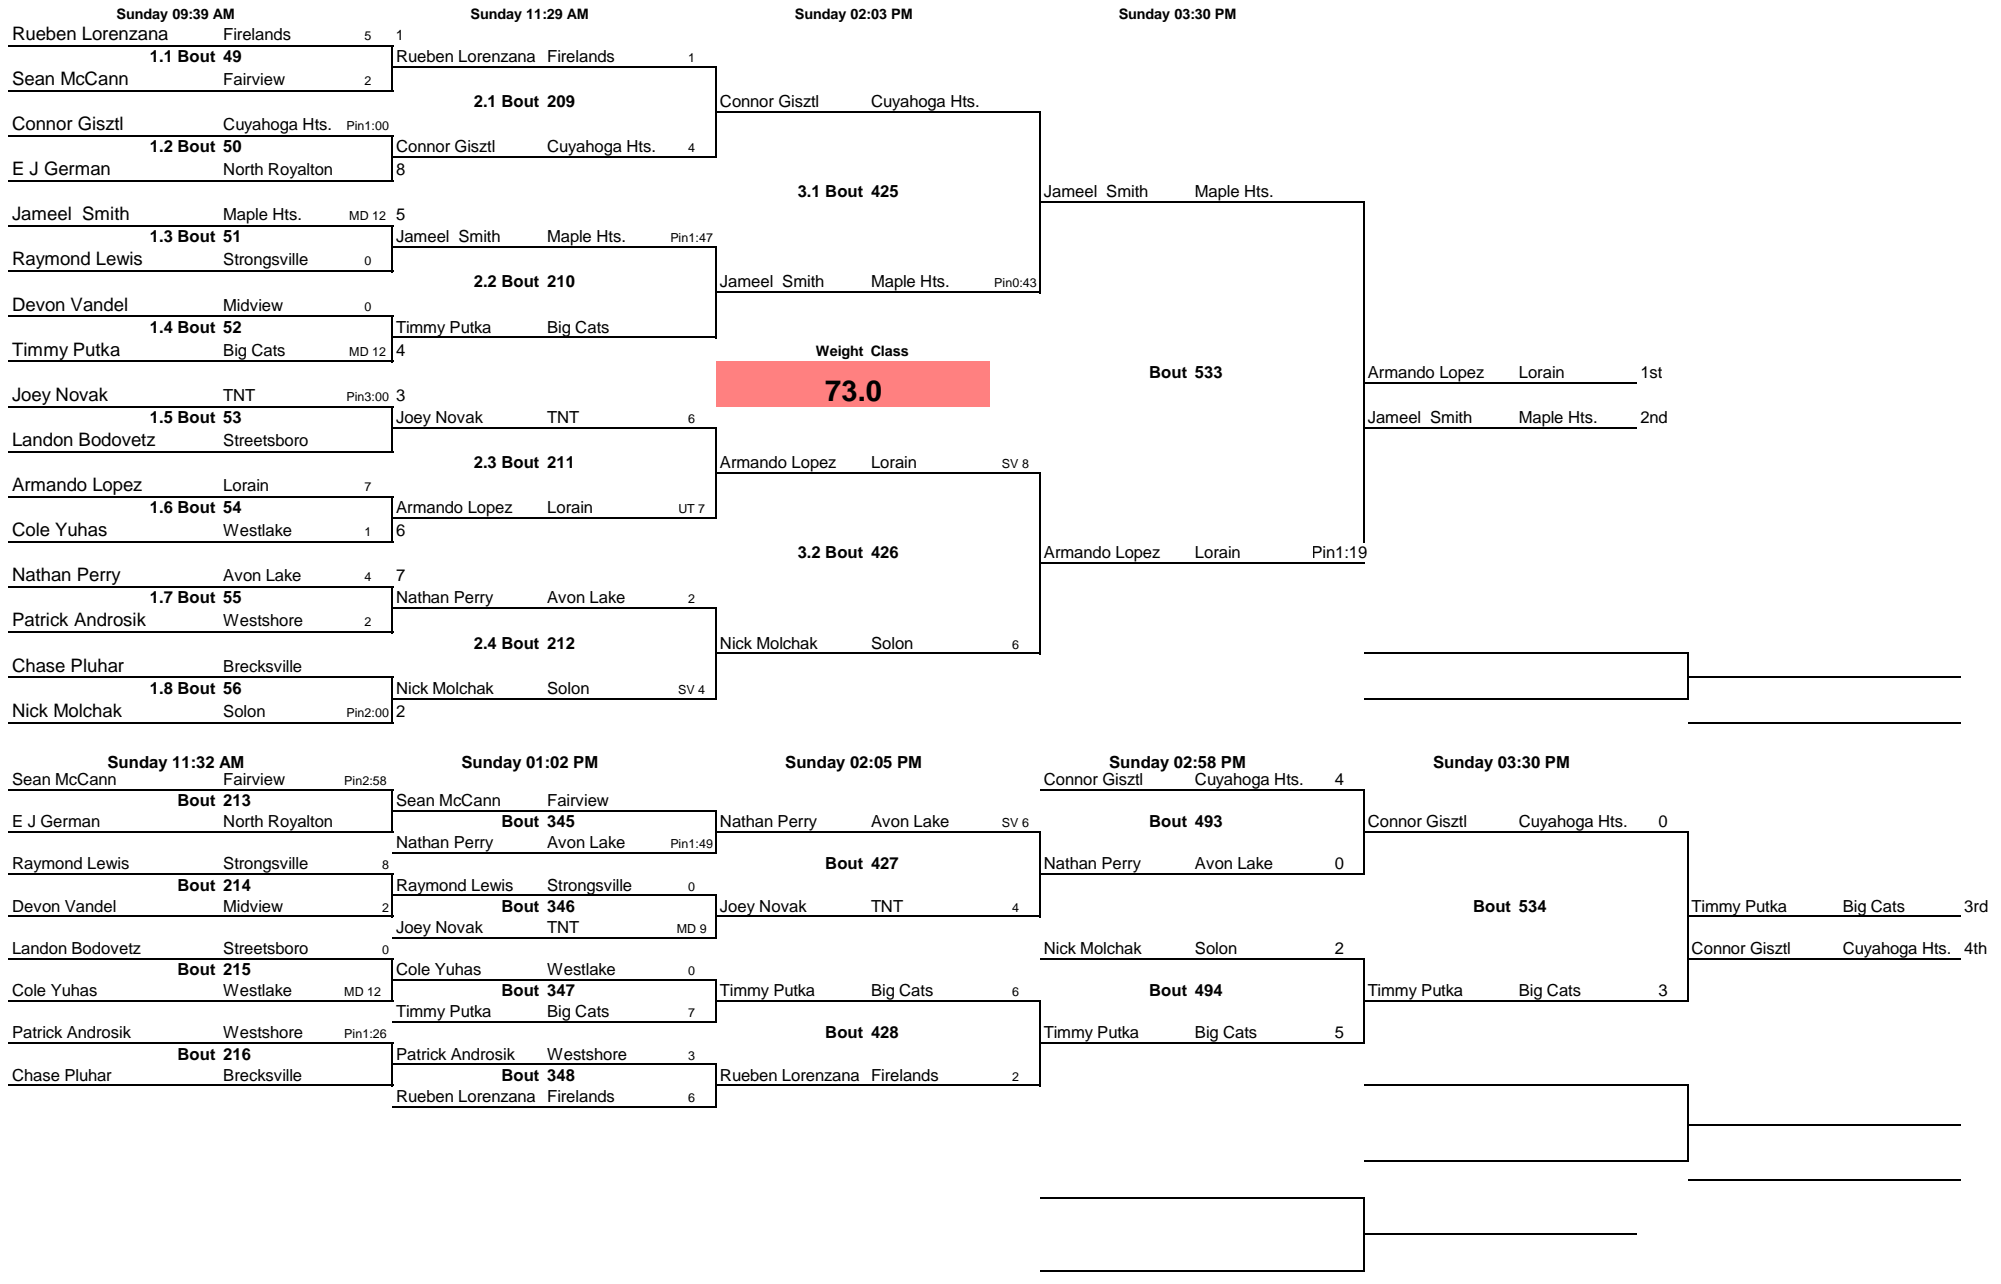 Sunday 09:39 AM Sunday 11:29 AM Sunday 02:03 PM Sunday 03:30 PM
Rueben Lorenzana Firelands 5 1
1.1 Bout 49 Rueben Lorenzana Firelands 1
Sean McCann Fairview 2
2.1 Bout 209 Connor Gisztl Cuyahoga Hts.
Connor Gisztl Cuyahoga Hts. Pin1:00
1.2 Bout 50 Connor Gisztl Cuyahoga Hts. 4
E J German North Royalton 8
3.1 Bout 425 Jameel Smith Maple Hts.
Jameel Smith Maple Hts. MD 12 5
1.3 Bout 51 Jameel Smith Maple Hts. Pin1:47
Raymond Lewis Strongsville 0
2.2 Bout 210 Jameel Smith Maple Hts. Pin0:43
Devon Vandel Midview 0
1.4 Bout 52 Timmy Putka Big Cats
Timmy Putka Big Cats MD 12 4 Weight Class
Bout 533 Armando Lopez Lorain 1st
Joey Novak TNT Pin3:00 3 73.0
1.5 Bout 53 Joey Novak TNT 6 Jameel Smith Maple Hts. 2nd
Landon Bodovetz Streetsboro
2.3 Bout 211 Armando Lopez Lorain SV 8
Armando Lopez Lorain 7
1.6 Bout 54 Armando Lopez Lorain UT 7
Cole Yuhas Westlake 1 6
3.2 Bout 426 Armando Lopez Lorain Pin1:19
Nathan Perry Avon Lake 4 7
1.7 Bout 55 Nathan Perry Avon Lake 2
Patrick Androsik Westshore 2
2.4 Bout 212 Nick Molchak Solon 6
Chase Pluhar Brecksville
1.8 Bout 56 Nick Molchak Solon SV 4
Nick Molchak Solon Pin2:00 2
Sunday 11:32 AM Sunday 01:02 PM Sunday 02:05 PM Sunday 02:58 PM Sunday 03:30 PM
Sean McCann Fairview Pin2:58 Connor Gisztl Cuyahoga Hts. 4
Bout 213 Sean McCann Fairview
E J German North Royalton Bout 345 Nathan Perry Avon Lake SV 6 Bout 493 Connor Gisztl Cuyahoga Hts. 0
Nathan Perry Avon Lake Pin1:49
Raymond Lewis Strongsville 8 Bout 427 Nathan Perry Avon Lake 0
Bout 214 Raymond Lewis Strongsville 0
Devon Vandel Midview 2 Bout 346 Joey Novak TNT 4 Bout 534 Timmy Putka Big Cats 3rd
Joey Novak TNT MD 9
Landon Bodovetz Streetsboro 0 Nick Molchak Solon 2 Connor Gisztl Cuyahoga Hts. 4th
Bout 215 Cole Yuhas Westlake 0
Cole Yuhas Westlake MD 12 Bout 347 Timmy Putka Big Cats 6 Bout 494 Timmy Putka Big Cats 3
Timmy Putka Big Cats 7
Patrick Androsik Westshore Pin1:26 Bout 428 Timmy Putka Big Cats 5
Bout 216 Patrick Androsik Westshore 3
Chase Pluhar Brecksville Bout 348 Rueben Lorenzana Firelands 2
Rueben Lorenzana Firelands 6